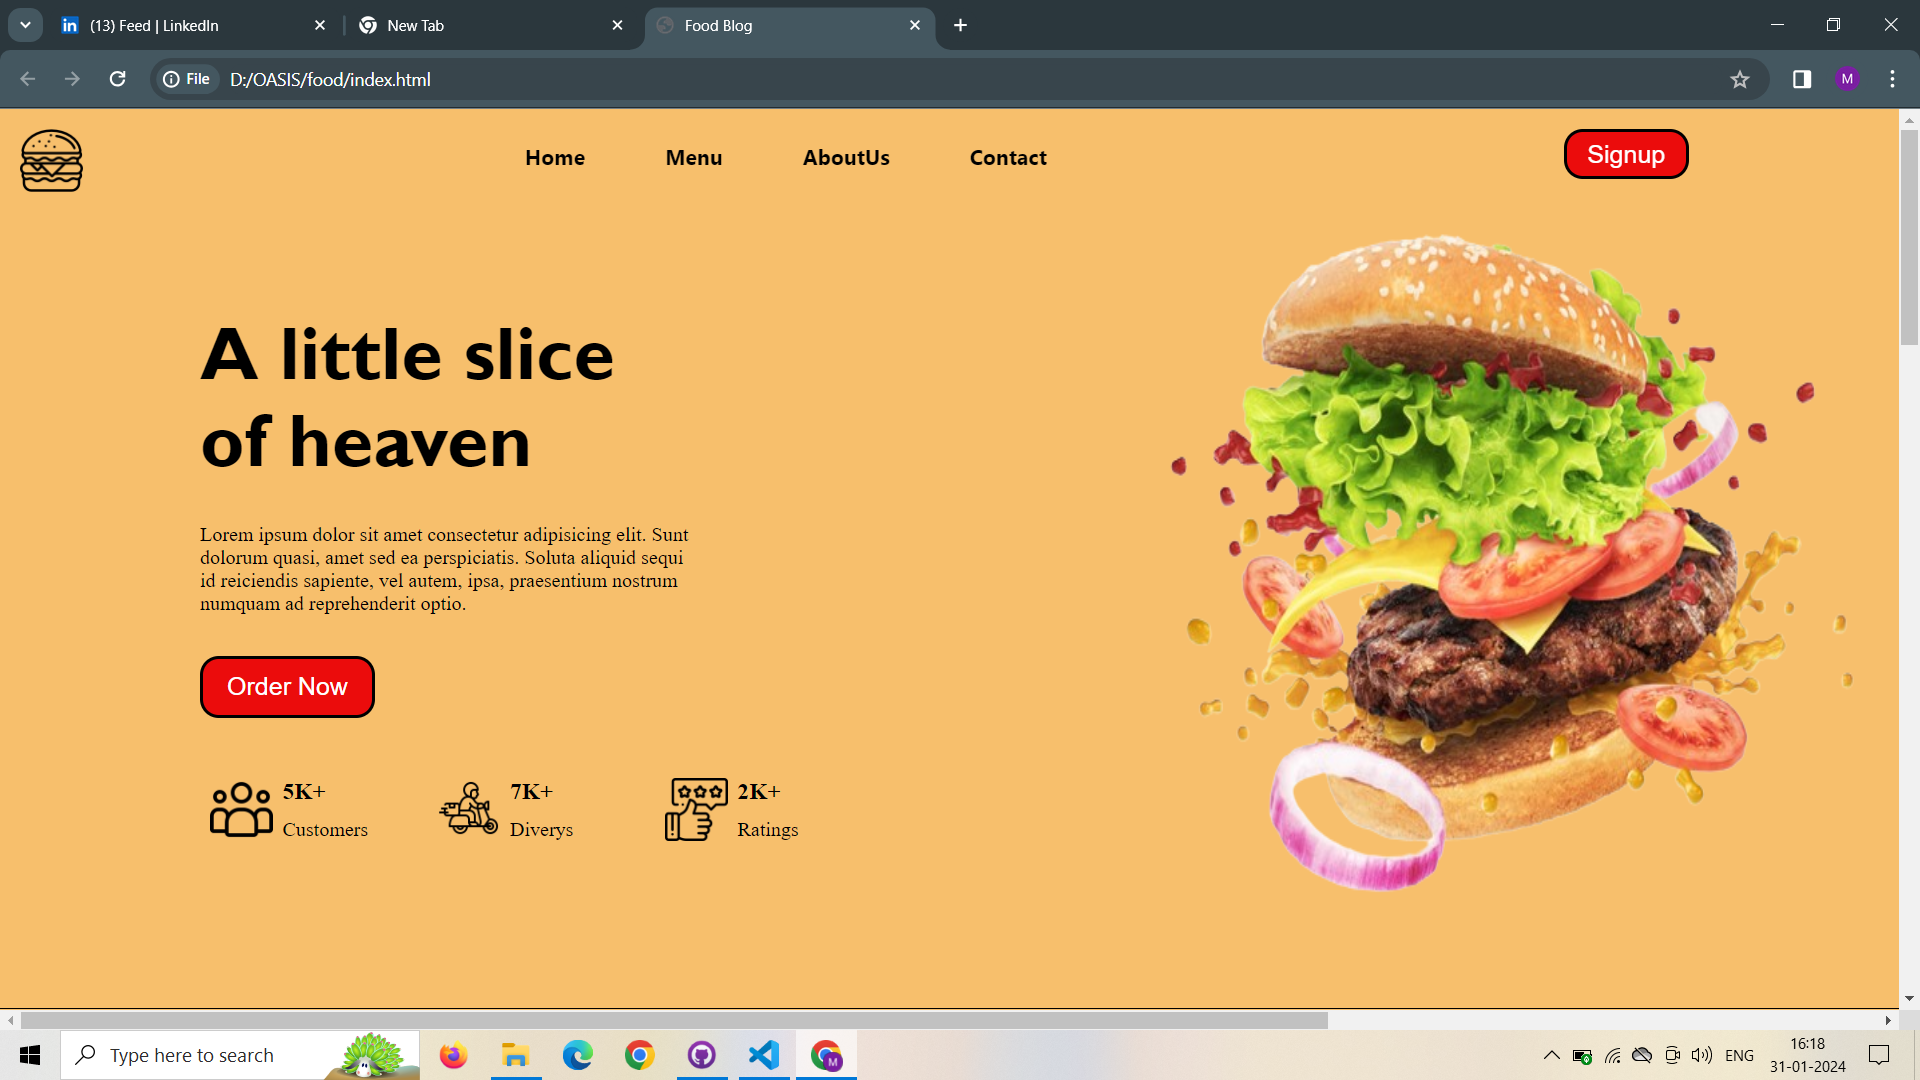 (13) Feed | LinkedIn
New Tab
Food Blog
File
D:/OASIS/food/index.html
M
Home
Menu
AboutUs
Contact
Signup
A little slice
of heaven
Lorem ipsum dolor sit amet consectetur adipisicing elit. Sunt
dolorum quasi, amet sed ea perspiciatis. Soluta aliquid sequi
id reiciendis sapiente, vel autem, ipsa, praesentium nostrum
numquam ad reprehenderit optio.
Order Now
5K+
Customers
7K+
Diverys
2K+
Ratings
Type here to search
M
ENG
16:18
31-01-2024